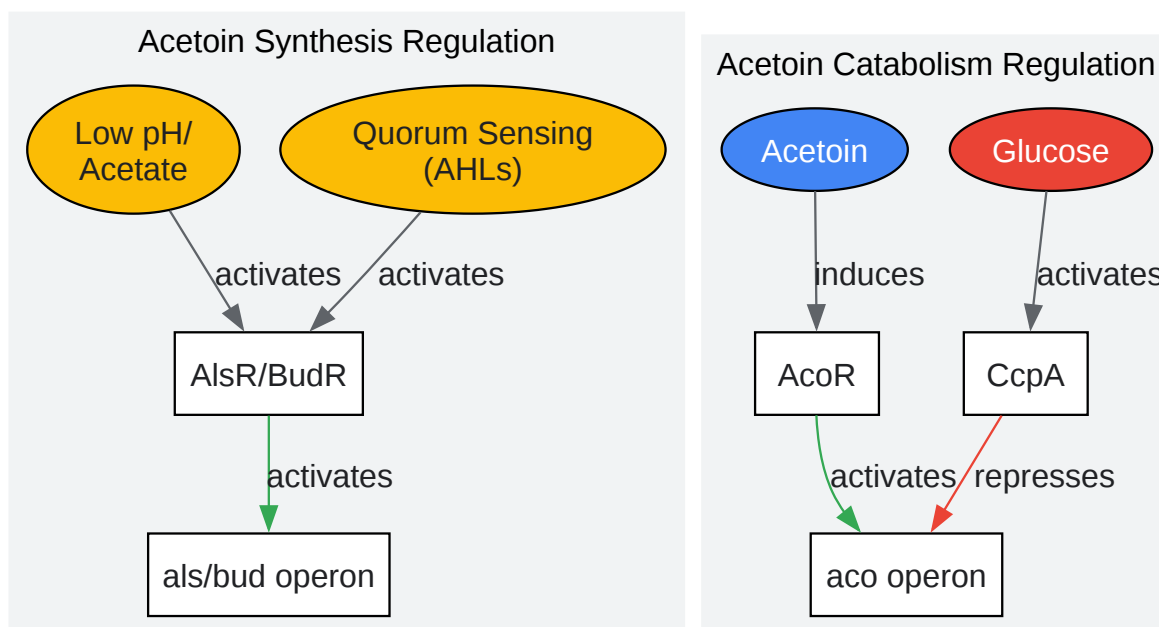 Acetoin Synthesis Regulation
Low pH/
Acetate
Quorum Sensing
(AHLs)
activates
activates
AlsR/BudR
activates
als/bud operon
Acetoin Catabolism Regulation
Acetoin
Glucose
induces
activates
AcoR
CcpA
activates
represses
aco operon